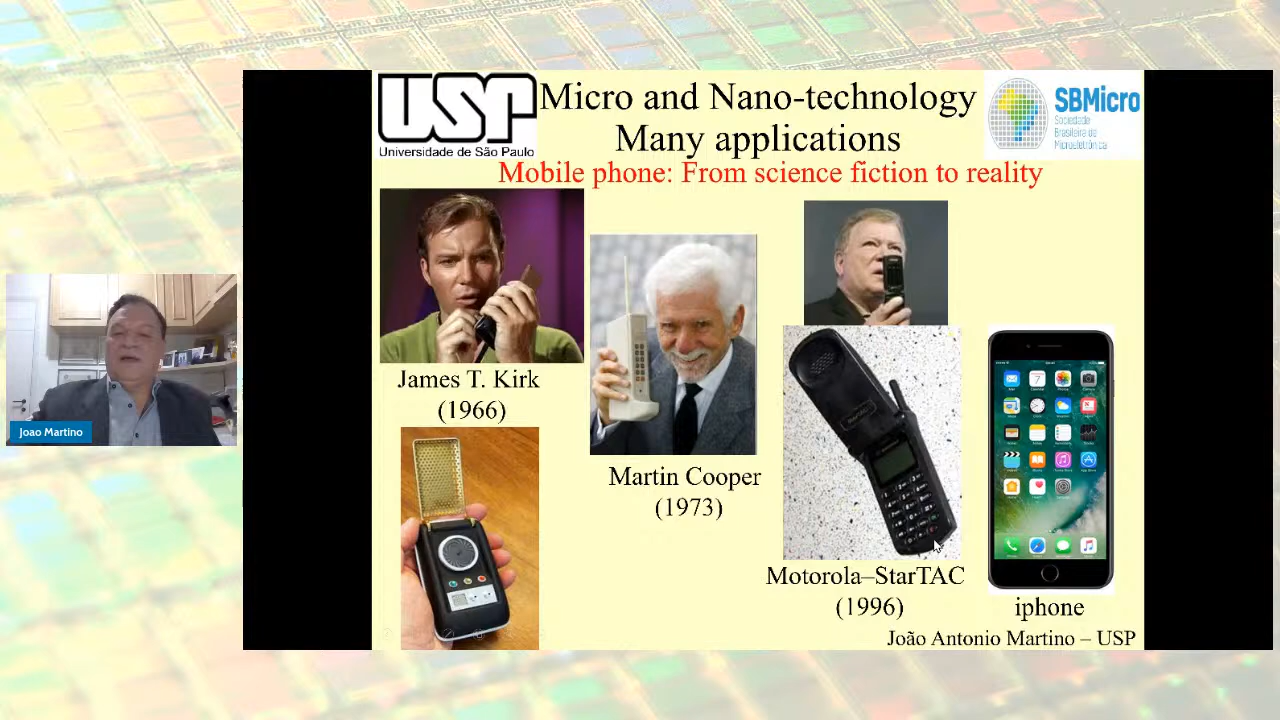 USP
Universidade de São Paulo
Micro and Nano-technology
Many applications
SBMicro
Sociedade
Brasileira de
Microeletrônica
Mobile phone: From science fiction to reality
James T. Kirk
(1966)
Martin Cooper
(1973)
Motorola–StarTAC
(1996)
iphone
João Antonio Martino – USP
Joao Martino